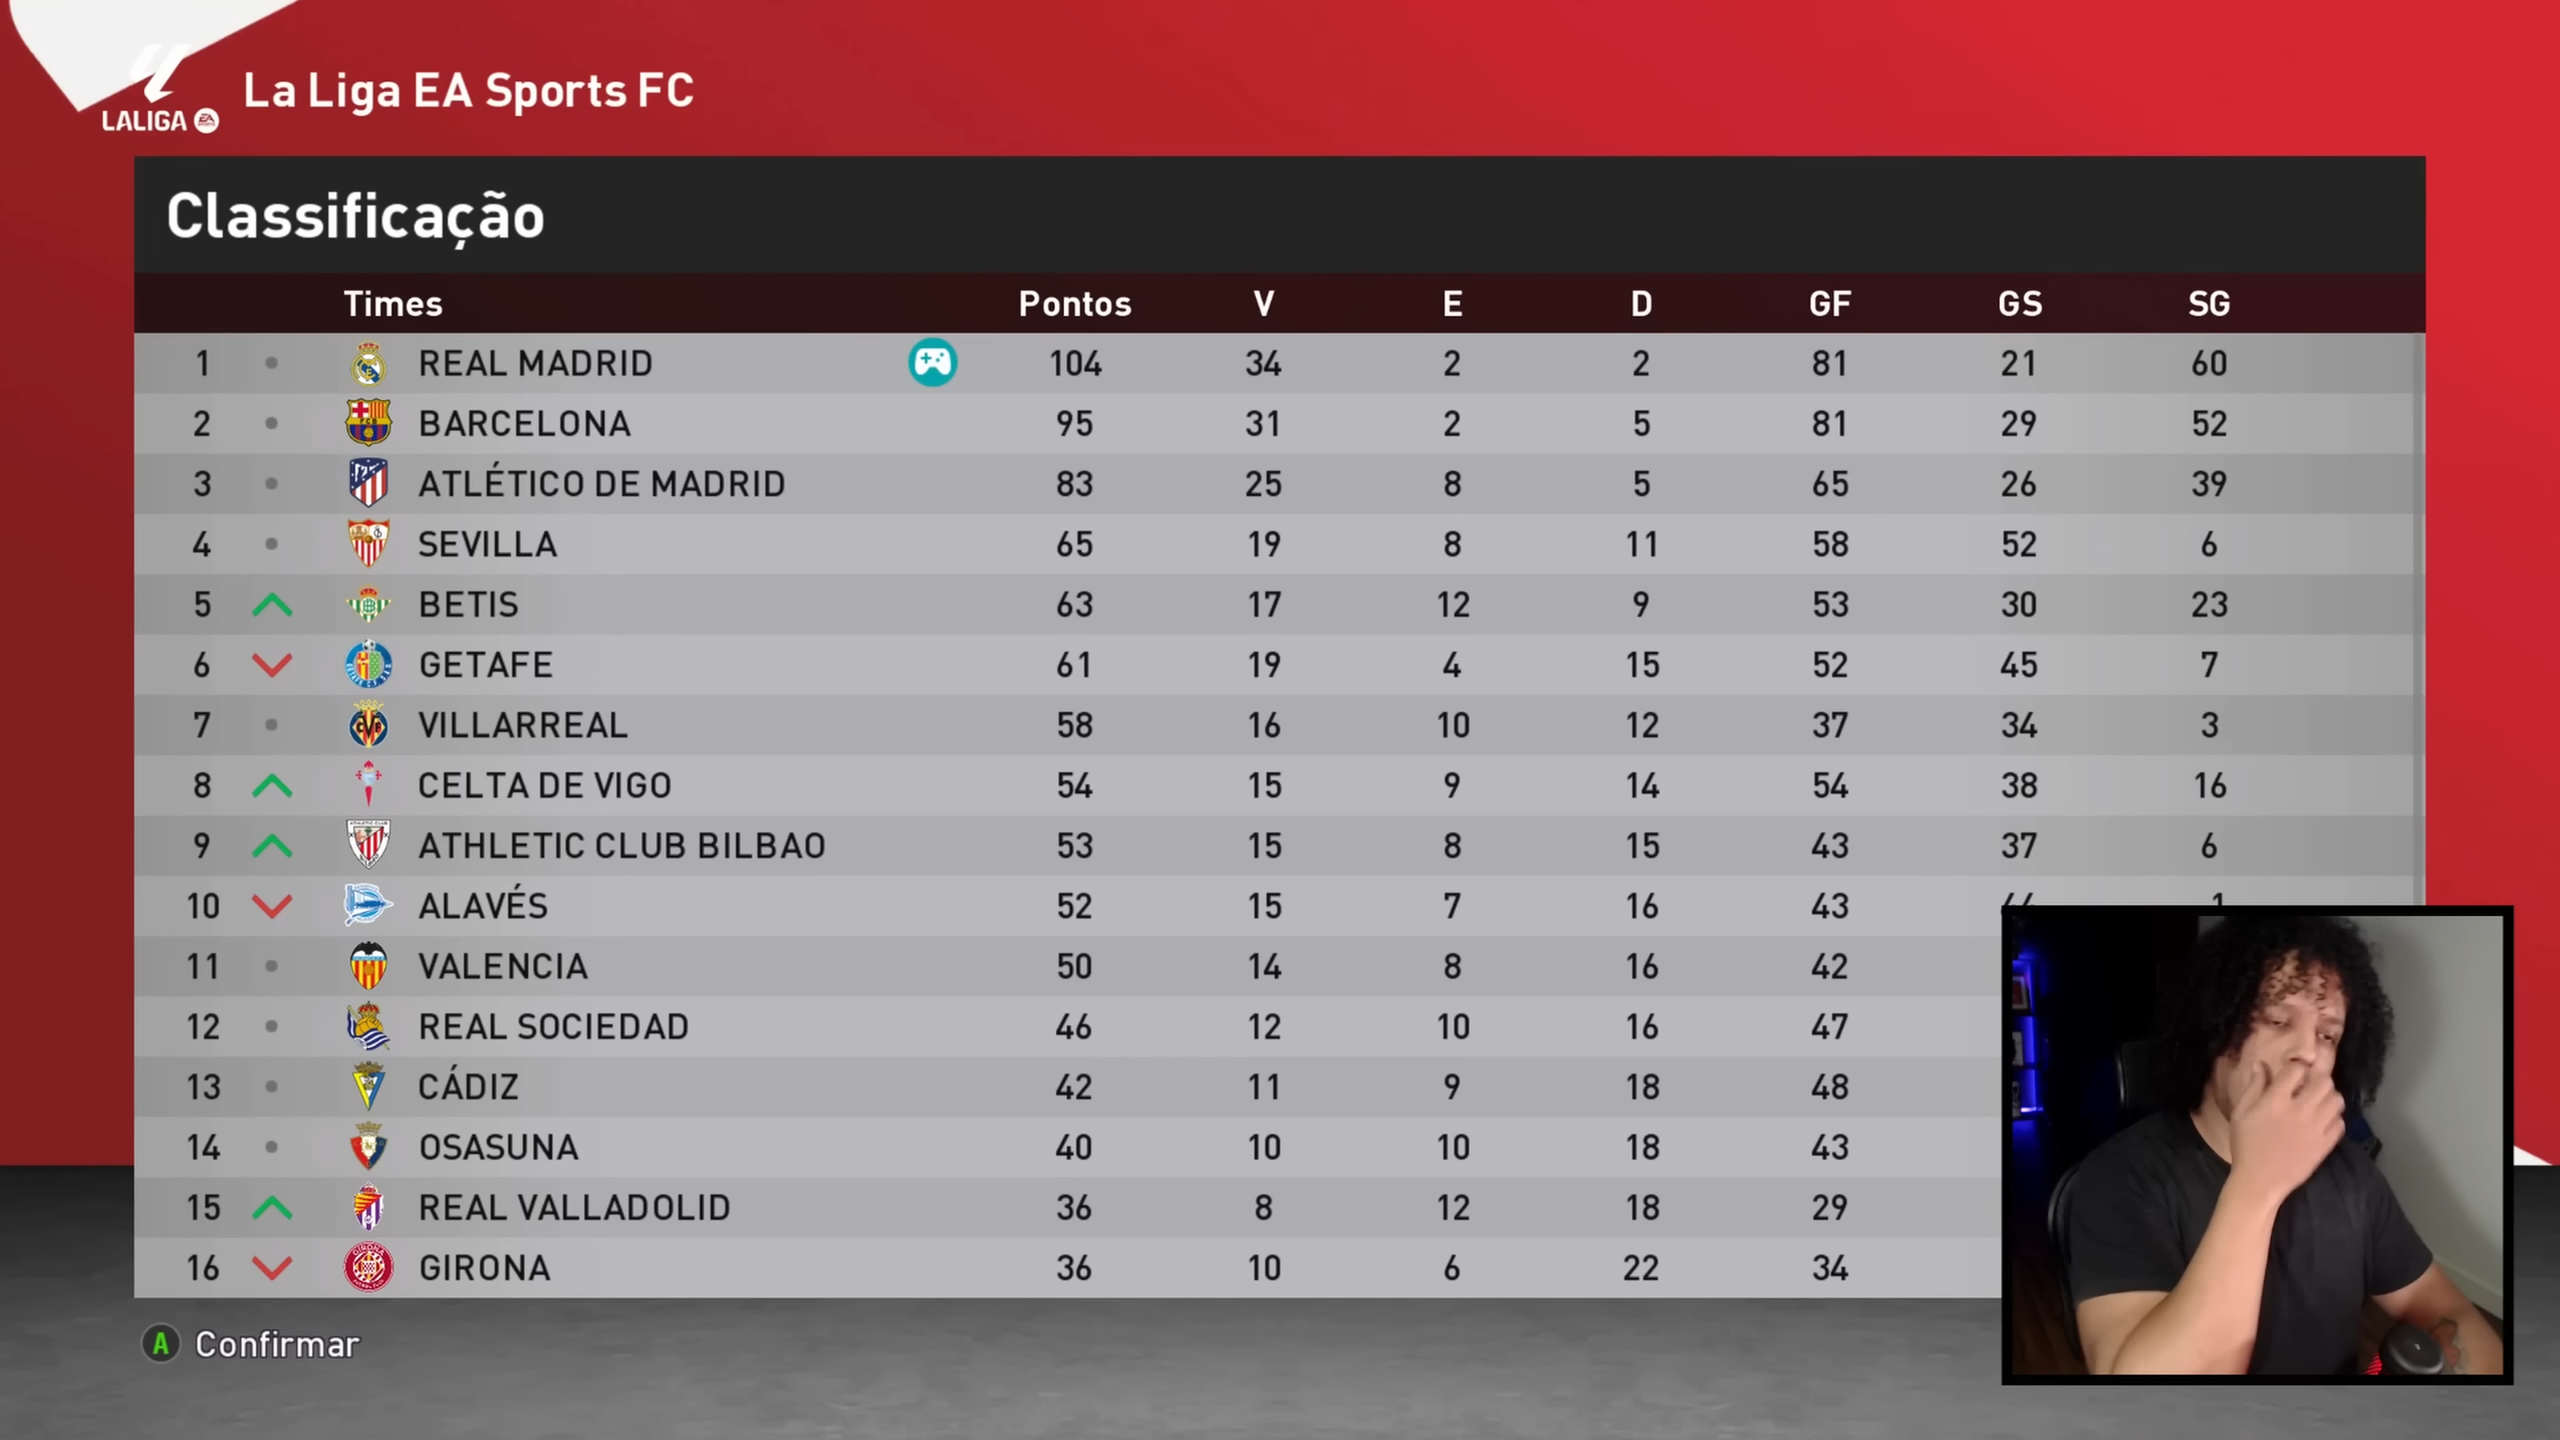 LALIGA
La Liga EA Sports FC
Classificação
Times Pontos V E D GF GS SG
1 REAL MADRID 104 34 2 2 81 21 60
2 BARCELONA 95 31 2 5 81 29 52
3 ATLÉTICO DE MADRID 83 25 8 5 65 26 39
4 SEVILLA 65 19 8 11 58 52 6
5 BETIS 63 17 12 9 53 30 23
6 GETAFE 61 19 4 15 52 45 7
7 VILLARREAL 58 16 10 12 37 34 3
8 CELTA DE VIGO 54 15 9 14 54 38 16
9 ATHLETIC CLUB BILBAO 53 15 8 15 43 37 6
10 ALAVÉS 52 15 7 16 43
11 VALENCIA 50 14 8 16 42
12 REAL SOCIEDAD 46 12 10 16 47
13 CÁDIZ 42 11 9 18 48
14 OSASUNA 40 10 10 18 43
15 REAL VALLADOLID 36 8 12 18 29
16 GIRONA 36 10 6 22 34
A Confirmar